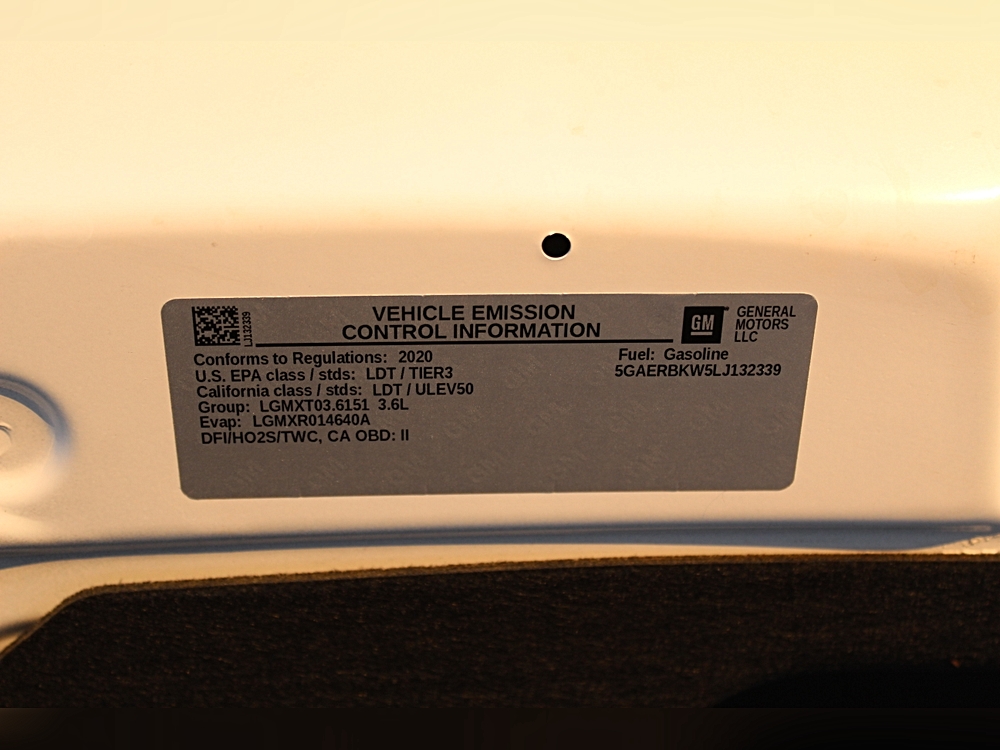 VEHICLE EMISSION
CONTROL INFORMATION
LJ132339
GM
GENERAL
MOTORS
LLC
Conforms to Regulations: 2020
U.S. EPA class / stds: LDT / TIER3
California class / stds: LDT / ULEV50
Group: LGMXT03.6151 3.6L
Evap: LGMXR014640A
DFI/HO2S/TWC, CA OBD: II
Fuel: Gasoline
5GAERBKW5LJ132339